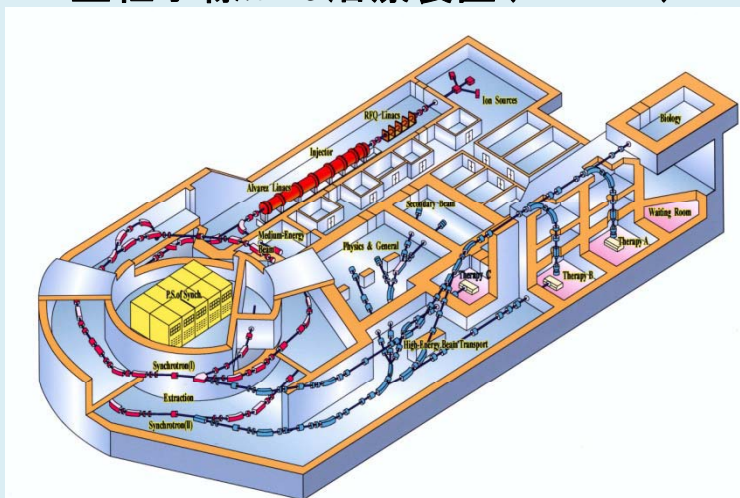 Ion Sources
RFQ Linacs
Biology
Injector
Alvarez Linacs
Secondary Beam
Waiting Room
Medium-Energy
Beam
Physics & General
Therapy A
Therapy C
Therapy B
P.S.of Synch.
High-Energy Beam Transport
Synchrotron(I)
Extraction
Synchrotron(II)